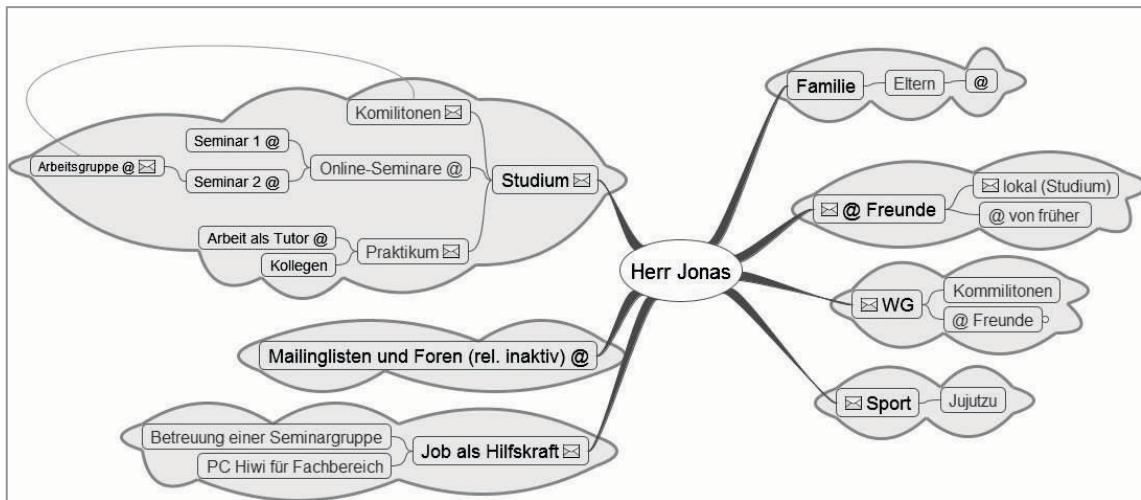 Komilitonen
Seminar 1 @
Online-Seminare @
Arbeitsgruppe @
Seminar 2 @
Studium
Arbeit als Tutor @
Praktikum
Kollegen
Herr Jonas
Mailinglisten und Foren (rel. inaktiv) @
Betreuung einer Seminargruppe
Job als Hilfskraft
PC Hiwi für Fachbereich
Familie
Eltern
@
@ Freunde
lokal (Studium)
@ von früher
WG
Kommilitonen
@ Freunde
Sport
Jujutzu